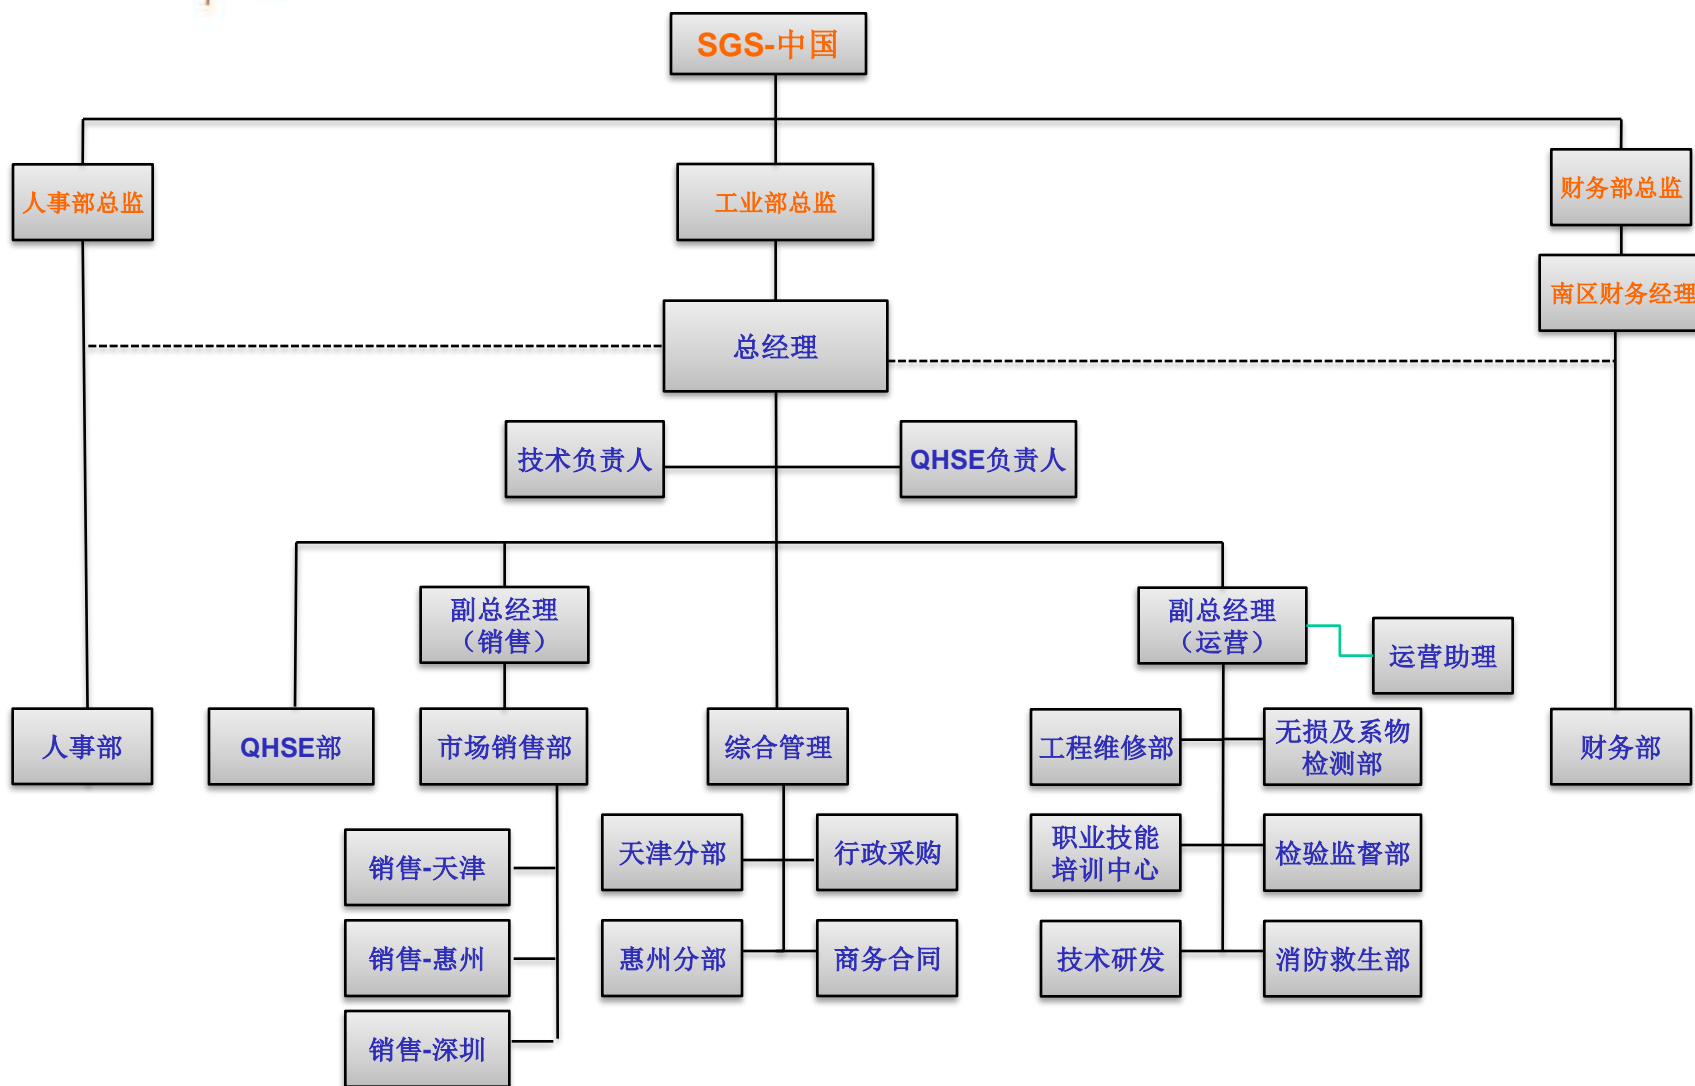 SGS-中国
人事部总监
工业部总监
财务部总监
南区财务经理
总经理
技术负责人
QHSE负责人
副总经理
（销售）
副总经理
（运营）
运营助理
人事部
QHSE部
市场销售部
综合管理
工程维修部
无损及系物
检测部
财务部
销售-天津
天津分部
行政采购
职业技能
培训中心
检验监督部
销售-惠州
惠州分部
商务合同
技术研发
消防救生部
销售-深圳